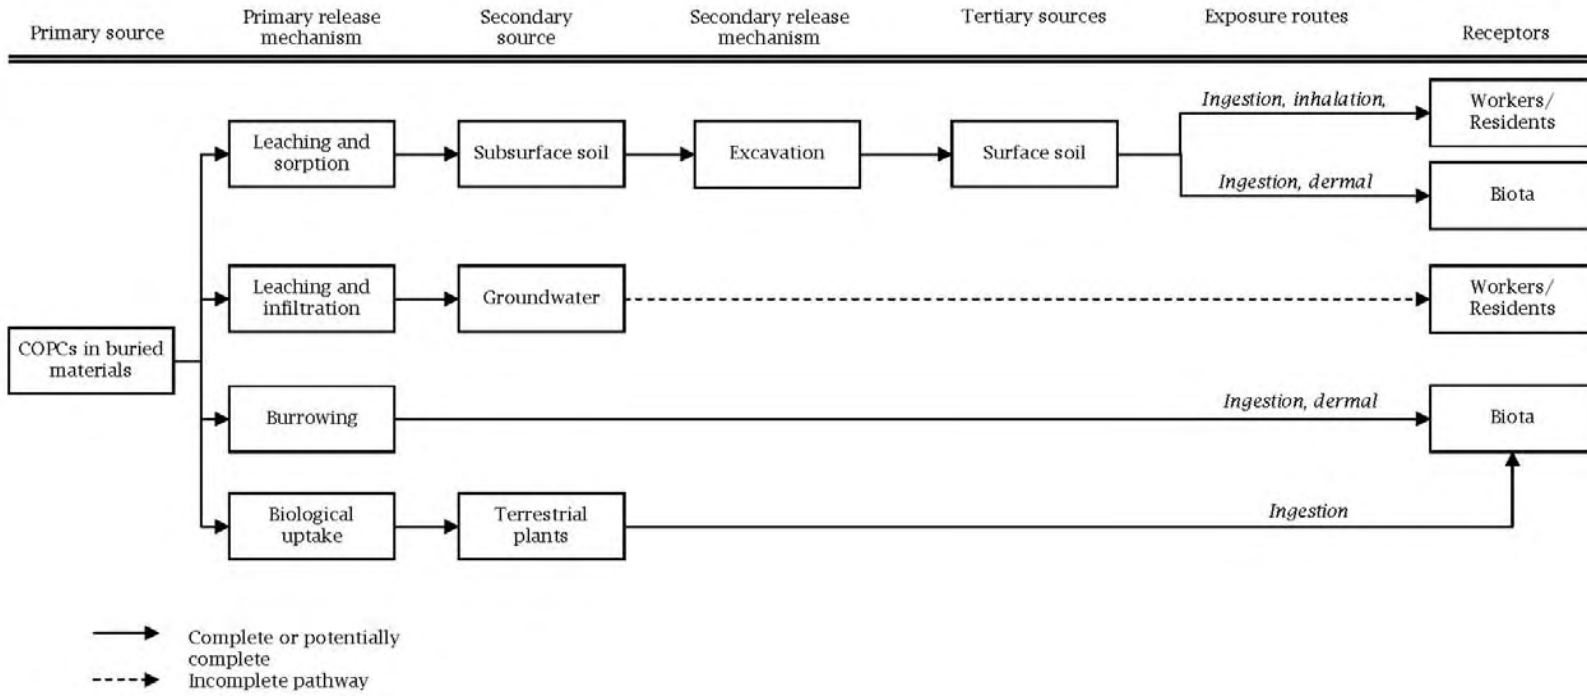 Primary source
Primary release
mechanism
Secondary
source
Secondary release
mechanism
Tertiary sources
Exposure routes
Receptors
Leaching and
sorption
Subsurface soil
Excavation
Surface soil
Ingestion, inhalation,
Workers/
Residents
Ingestion, dermal
Biota
Leaching and
infiltration
Groundwater
Workers/
Residents
COPCs in buried
materials
Burrowing
Ingestion, dermal
Biota
Biological
uptake
Terrestrial
plants
Ingestion
Complete or potentially
complete
Incomplete pathway